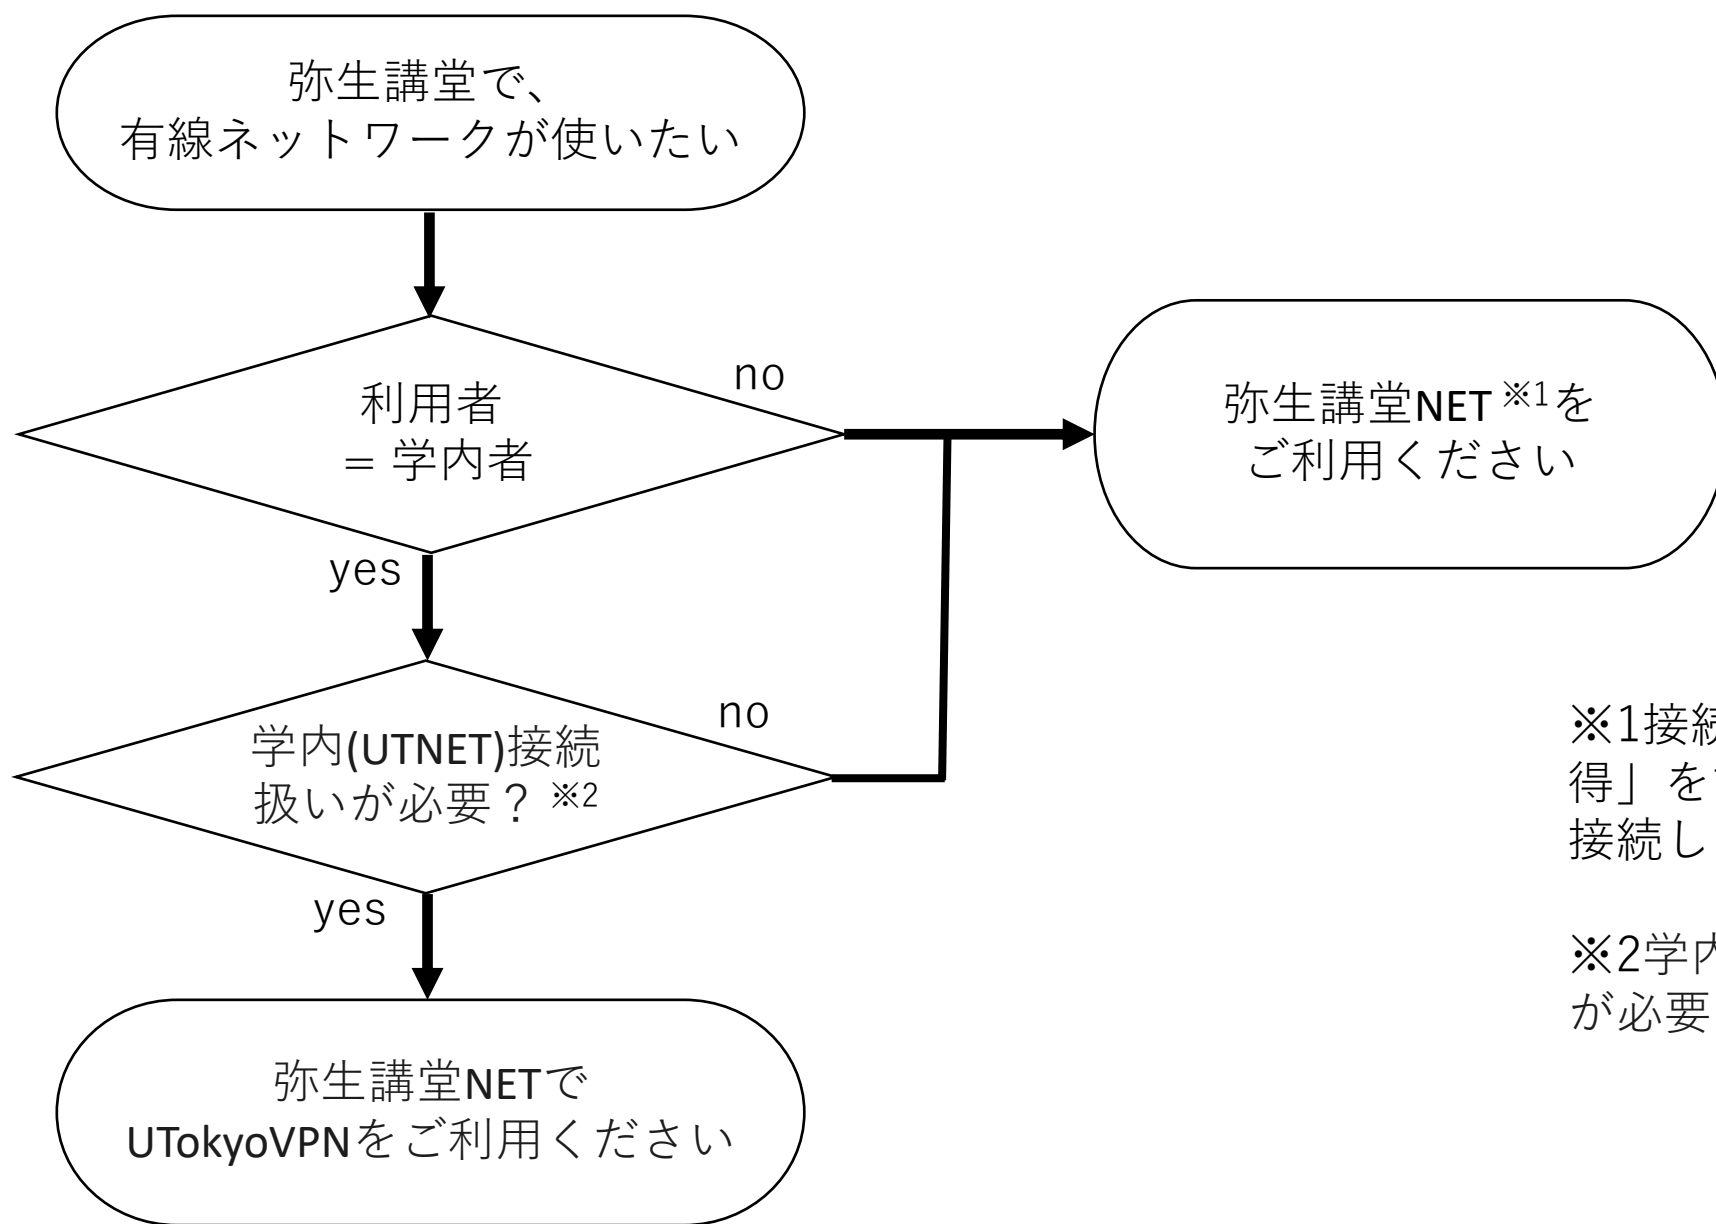 弥生講堂で、
有線ネットワークが使いたい
利用者
= 学内者
no
弥生講堂NET ※1を
ご利用ください
yes
学内(UTNET)接続
扱いが必要？ ※2
no
yes
弥生講堂NETで
UTokyoVPNをご利用ください
※1接続
得」を
接続し
※2学内
が必要